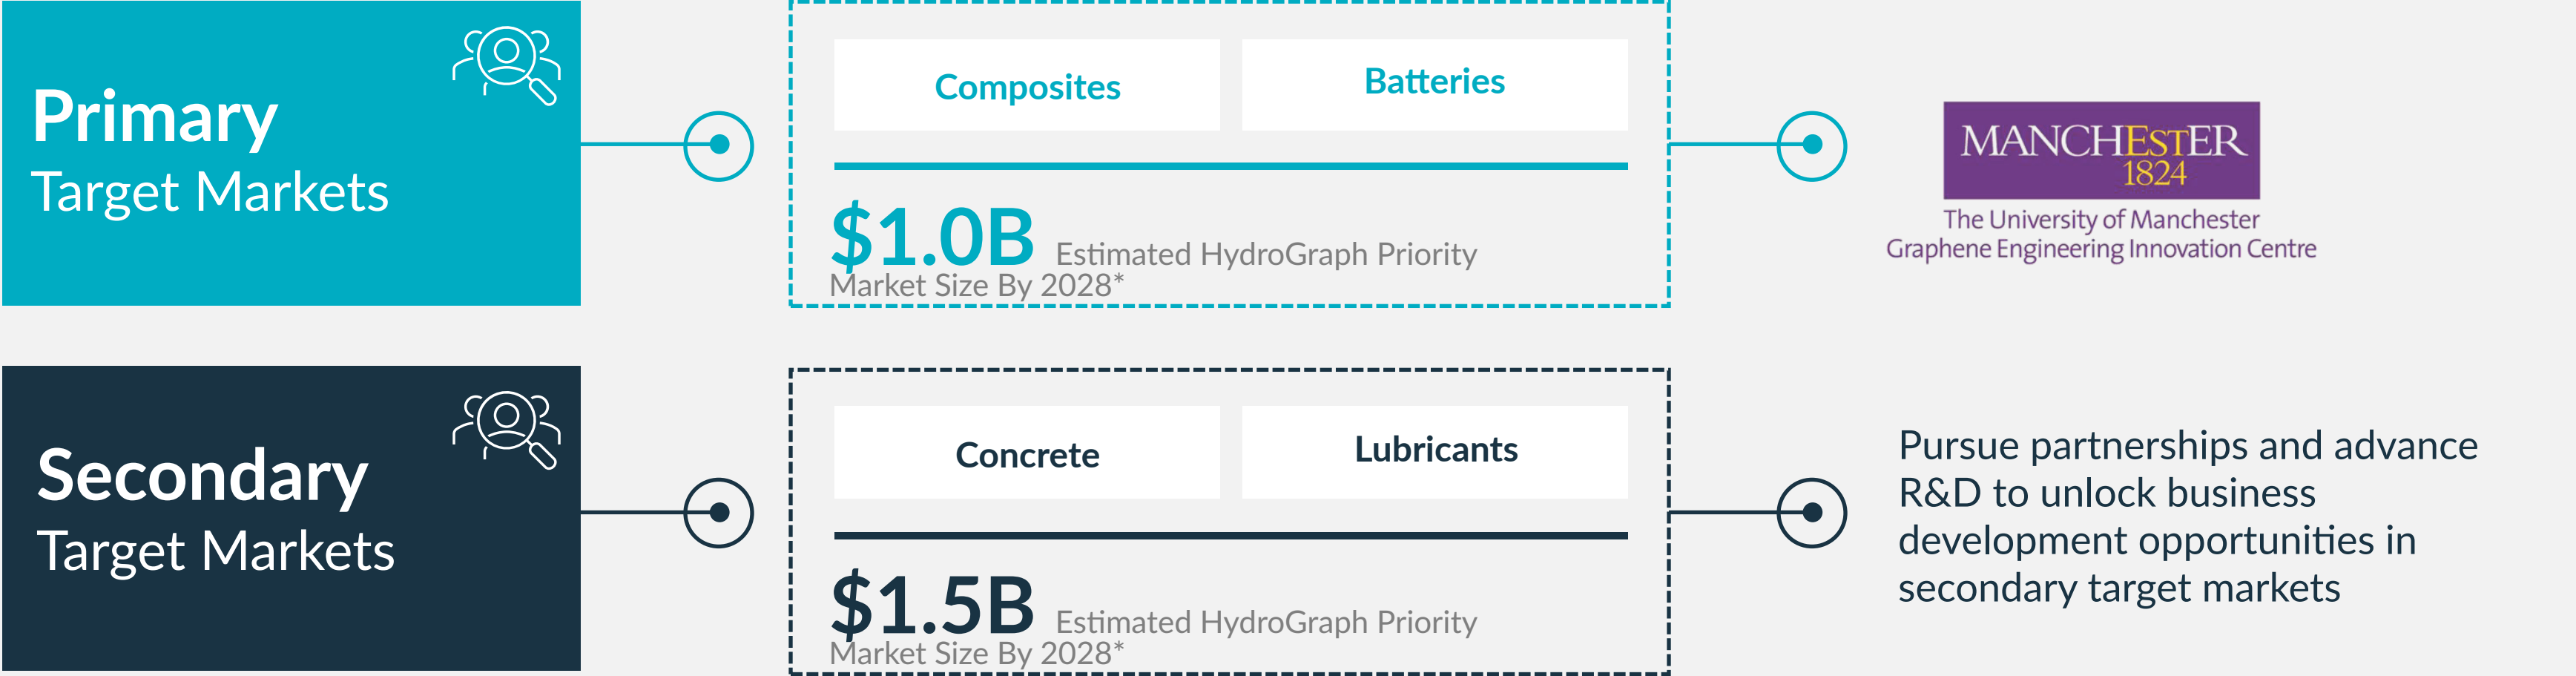 Primary
Target Markets
Composites
Batteries
$1.0B Estimated HydroGraph Priority
Market Size By 2028*
MANCHESTER
1824
The University of Manchester
Graphene Engineering Innovation Centre
Secondary
Target Markets
Concrete
Lubricants
$1.5B Estimated HydroGraph Priority
Market Size By 2028*
Pursue partnerships and advance
R&D to unlock business
development opportunities in
secondary target markets